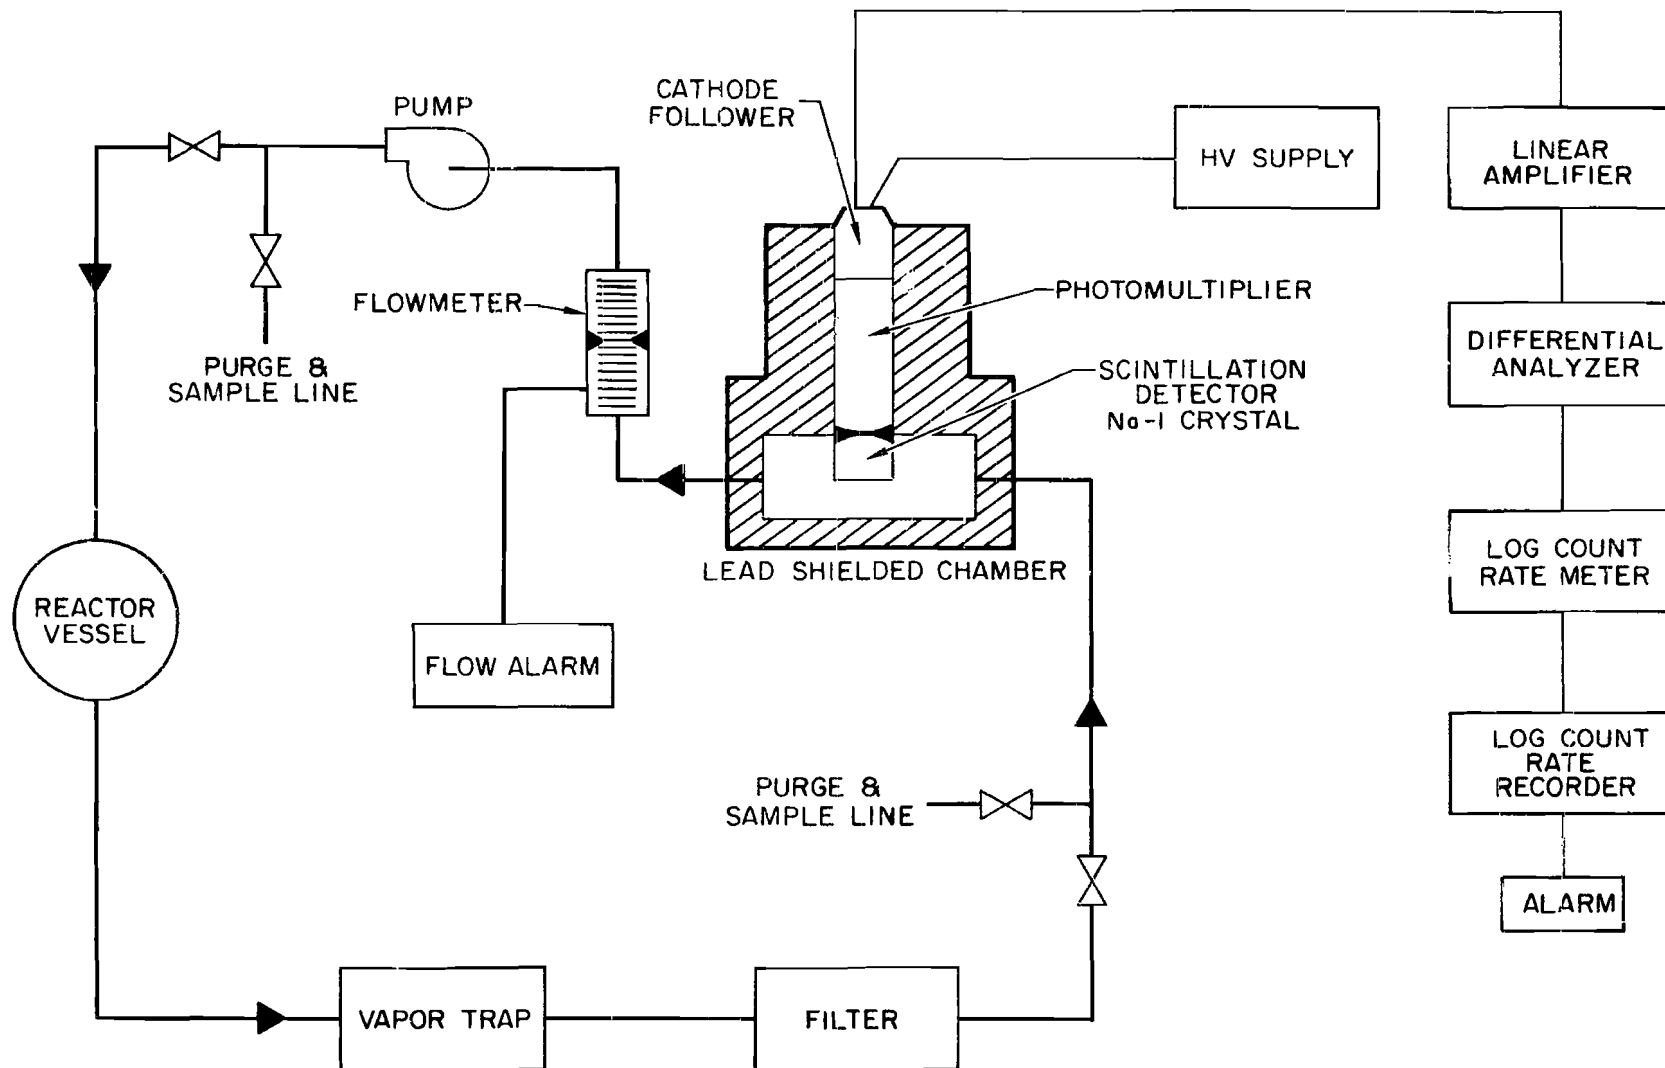 PUMP
CATHODE
FOLLOWER
HV SUPPLY
LINEAR
AMPLIFIER
FLOWMETER
PHOTOMULTIPLIER
PURGE &
SAMPLE LINE
SCINTILLATION
DETECTOR
Na-I CRYSTAL
DIFFERENTIAL
ANALYZER
LEAD SHIELDED CHAMBER
LOG COUNT
RATE METER
REACTOR
VESSEL
FLOW ALARM
PURGE &
SAMPLE LINE
LOG COUNT
RATE
RECORDER
ALARM
VAPOR TRAP
FILTER